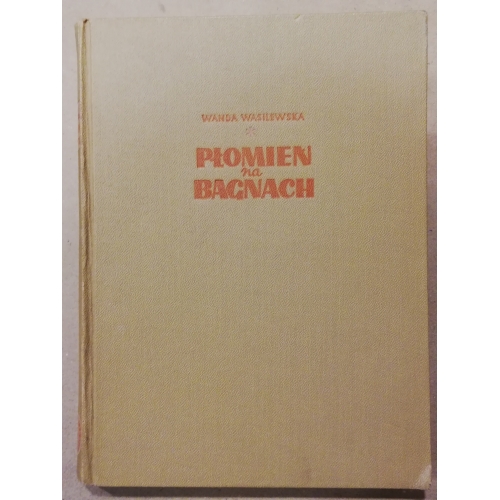 WANDA WASILEWSKA
PŁOMIEŃ
na
BAGNACH